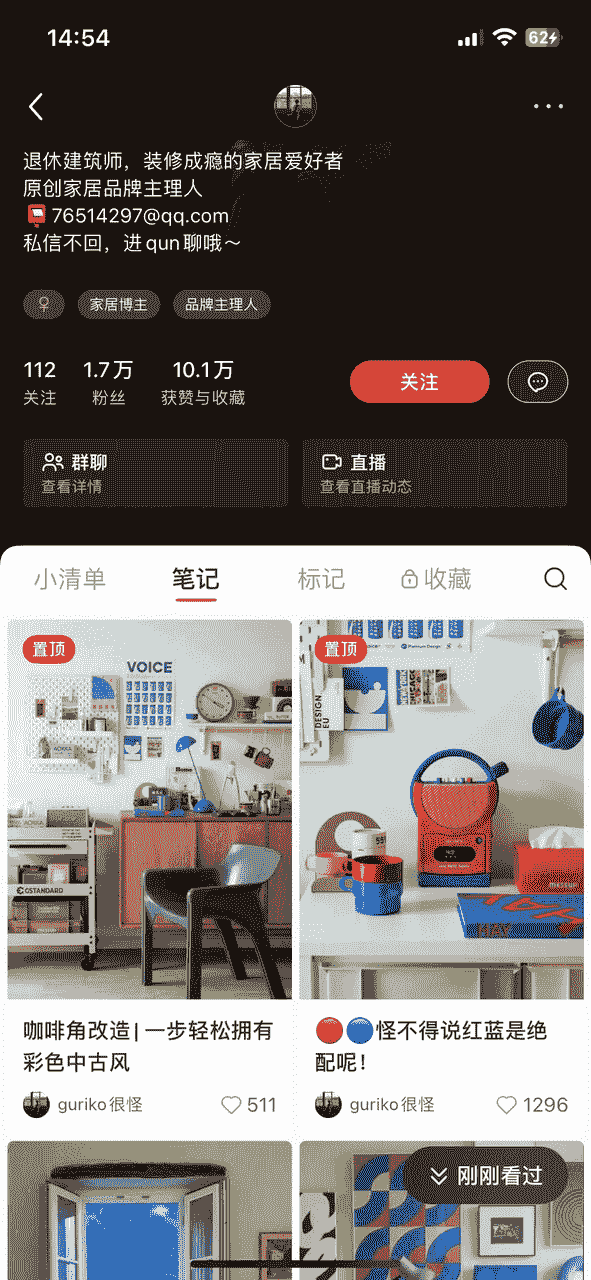 14:54
62
退休建筑师，装修成瘾的家居爱好者
原创家居品牌主理人
76514297@qq.com
私信不回，进qun聊哦～
♀
家居博主
品牌主理人
112
1.7万
10.1万
关注
粉丝
获赞与收藏
关注
群聊
查看详情
直播
查看直播动态
小清单
笔记
标记
收藏
置顶
VOICE
GSTANDARD
置顶
DESIGN
EU
咖啡角改造|一步轻松拥有
彩色中古风
guriko很怪
511
怪不得说红蓝是绝
配呢！
guriko很怪
1296
刚刚看过